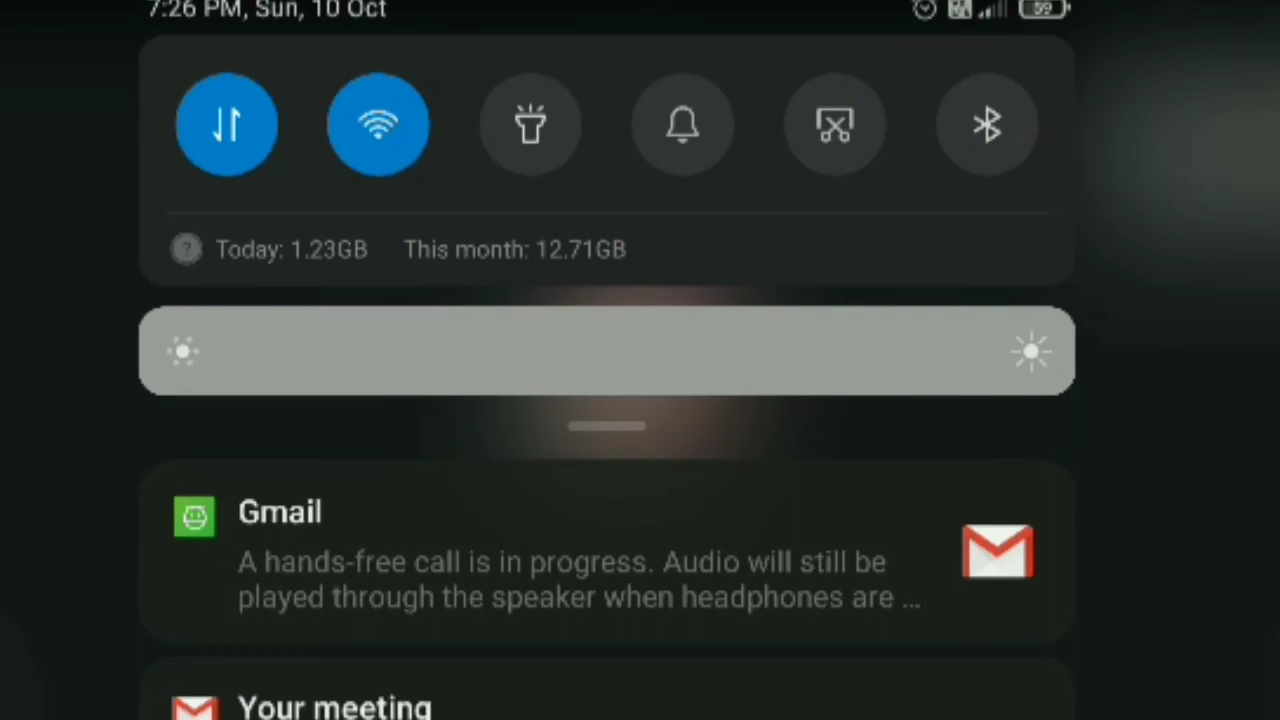 7:26 PM, Sun, 10 Oct
59
Today: 1.23GB This month: 12.71GB
Gmail
A hands-free call is in progress. Audio will still be
played through the speaker when headphones are ...
Your meeting